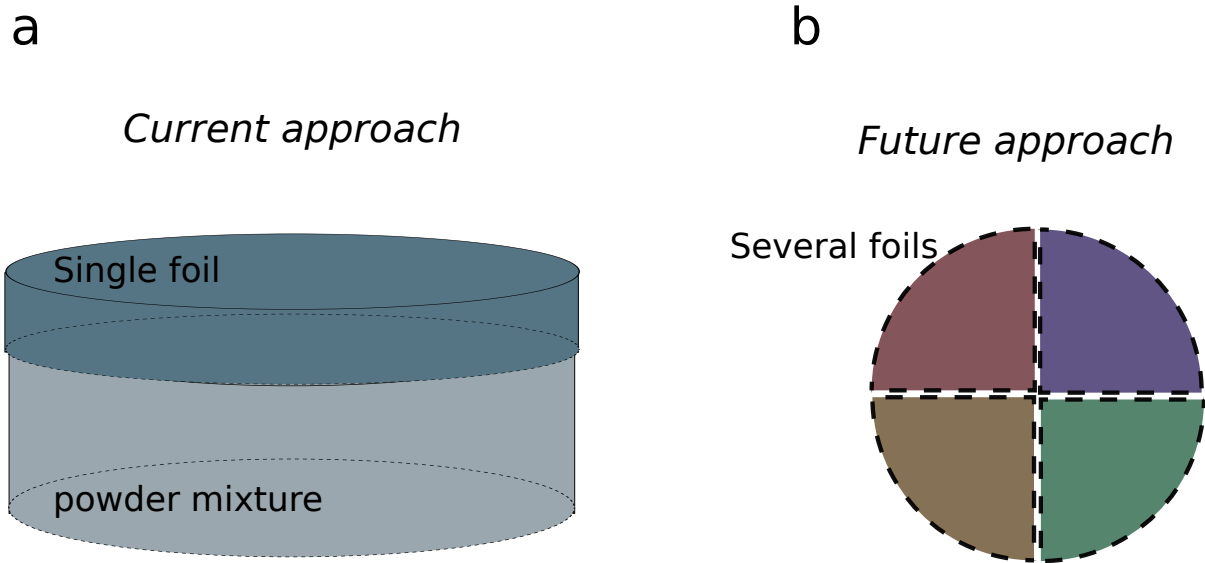 a
Current approach
Single foil
powder mixture
b
Future approach
Several foils